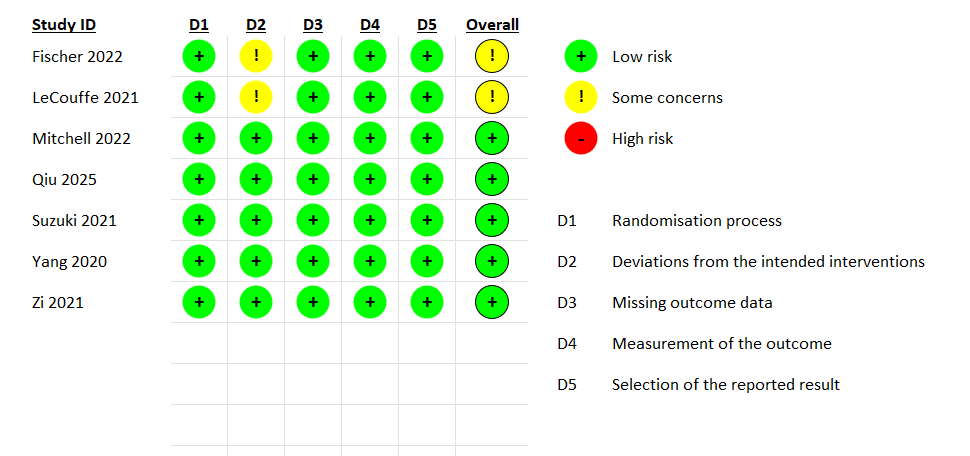 Study ID D1 D2 D3 D4 D5 Overall
Fischer 2022 + ! + + + ! + Low risk
LeCouffe 2021 + ! + + + ! ! Some concerns
Mitchell 2022 + + + + + + - High risk
Qiu 2025 + + + + + +
Suzuki 2021 + + + + + + D1 Randomisation process
Yang 2020 + + + + + + D2 Deviations from the intended interventions
Zi 2021 + + + + + + D3 Missing outcome data
D4 Measurement of the outcome
D5 Selection of the reported result